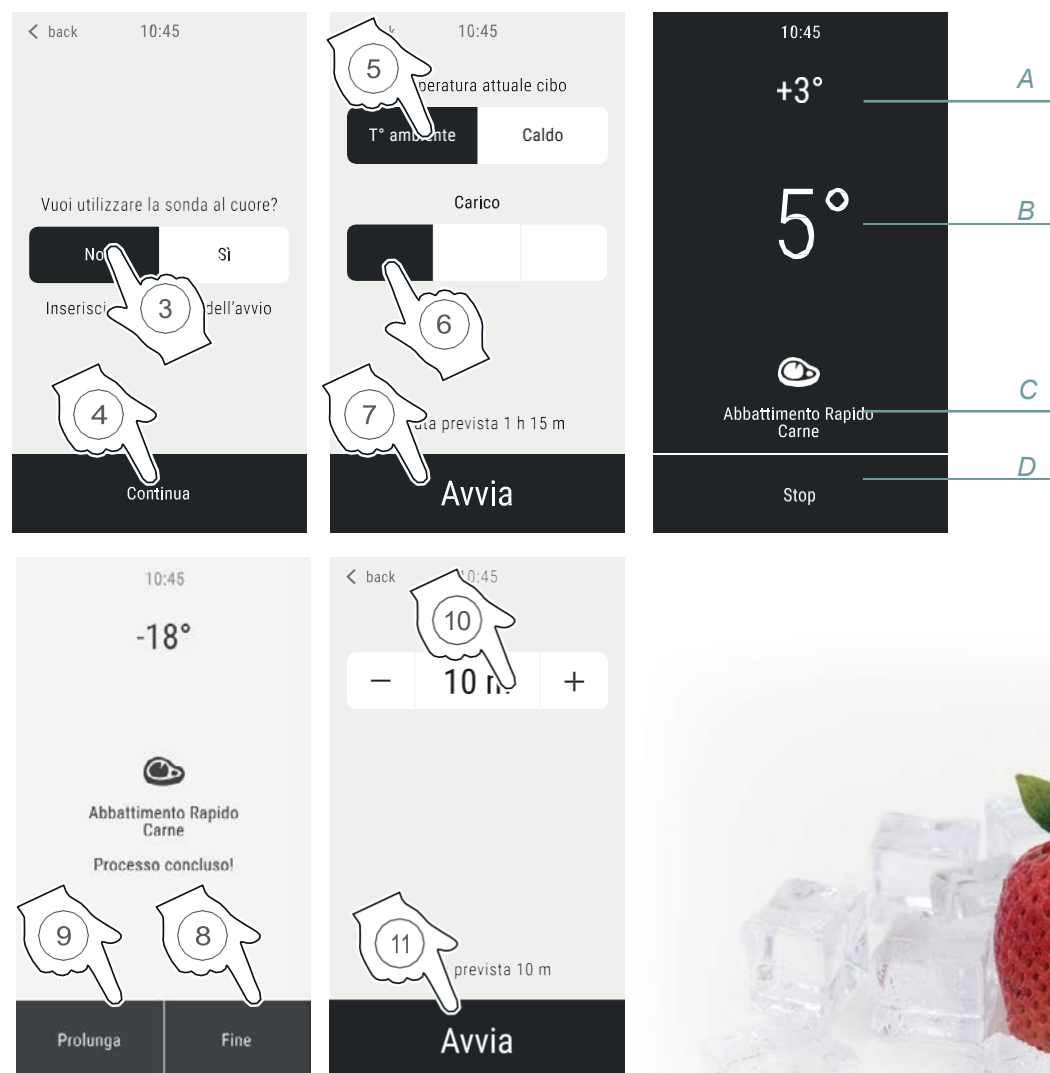 back 10:45
Vuoi utilizzare la sonda al cuore?
No Sì
Inserisci dell'avvio
3
4
Continua
10:45
5
attuale cibo
T° Caldo
Carico
6
7
prevista 1 h 15 m
Avvia
10:45
+3°
5°
Abbattimento Rapido
Carne
Stop
A
B
C
D
10:45
-18°
Abbattimento Rapido
Carne
Processo concluso!
9 8
Prolunga Fine
back
10
− 10 +
11
prevista 10 m
Avvia